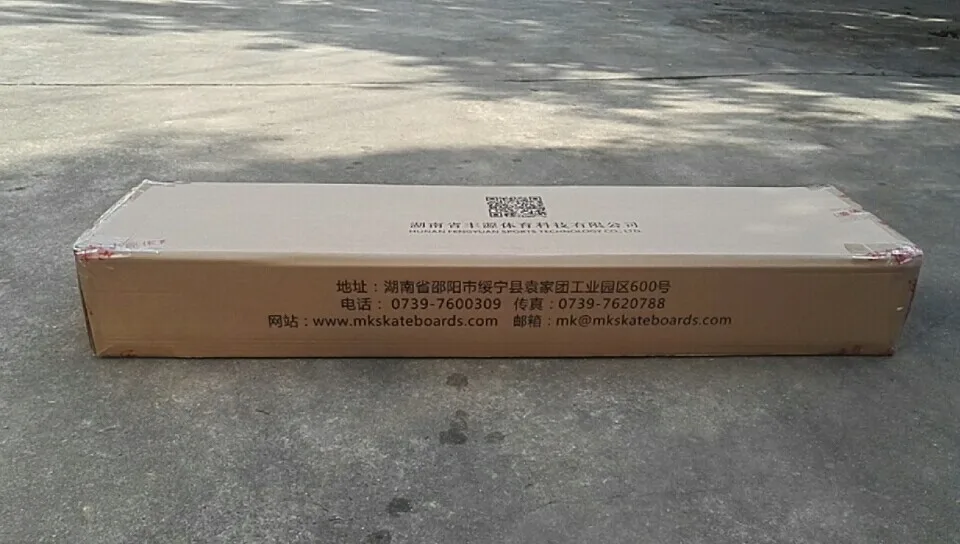 湖南省丰源体育科技有限公司
HUNAN FENGYUAN SPORTS TECHNOLOGY CO., LTD.
地址：湖南省邵阳市绥宁县袁家团工业园区600号
电话： 0739-7600309 传真：0739-7620788
网站：www.mkskateboards.com 邮箱：mk@mkskateboards.com